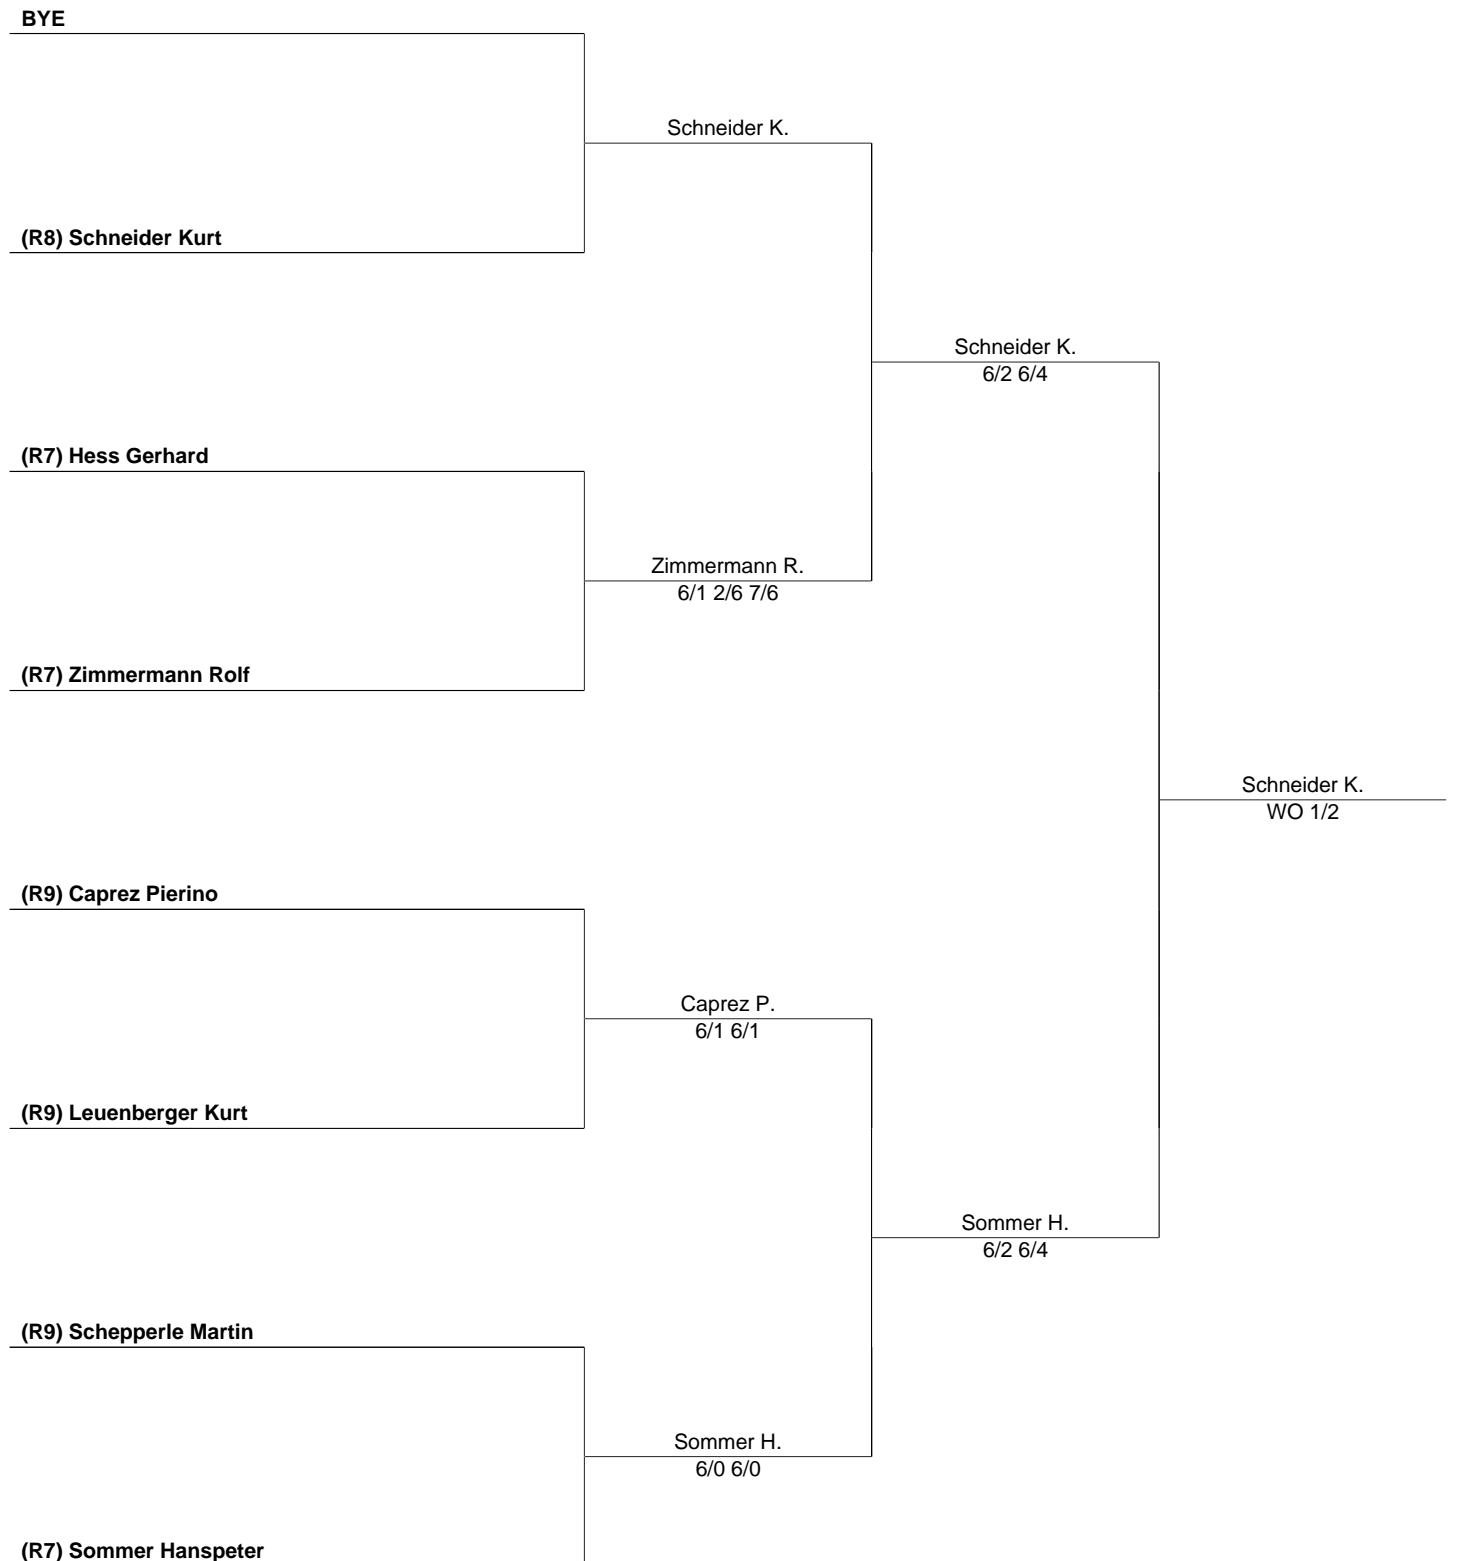 BYE
Schneider K.
(R8) Schneider Kurt
Schneider K.
6/2 6/4
(R7) Hess Gerhard
Zimmermann R.
6/1 2/6 7/6
(R7) Zimmermann Rolf
Schneider K.
WO 1/2
(R9) Caprez Pierino
Caprez P.
6/1 6/1
(R9) Leuenberger Kurt
Sommer H.
6/2 6/4
(R9) Schepperle Martin
Sommer H.
6/0 6/0
(R7) Sommer Hanspeter